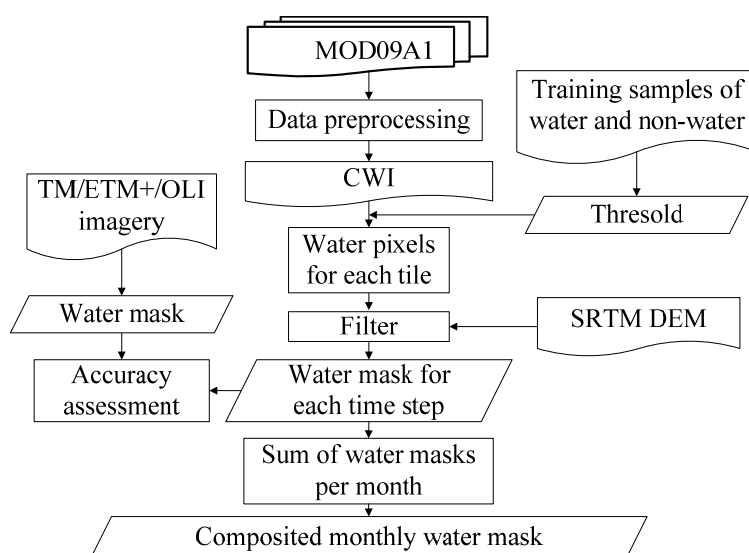 MOD09A1
Training samples of
water and non-water
Data preprocessing
CWI
TM/ETM+/OLI
imagery
Thresold
Water pixels
for each tile
Water mask
Filter
SRTM DEM
Accuracy
assessment
Water mask for
each time step
Sum of water masks
per month
Composited monthly water mask